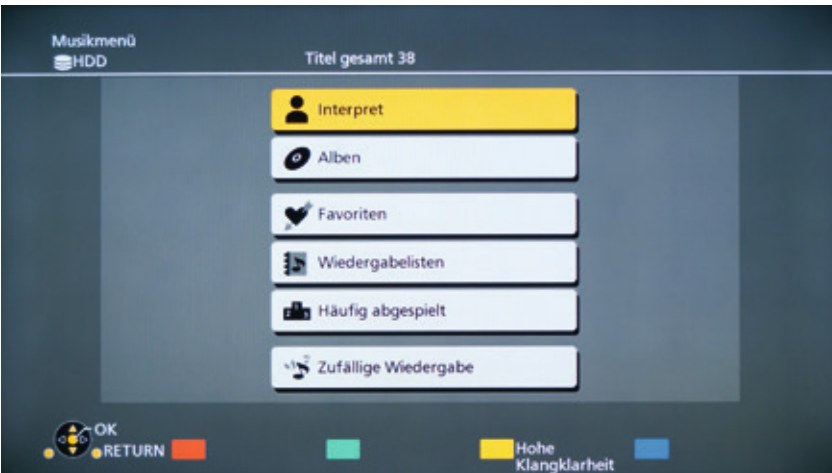 Musikmenü
HDD
Titel gesamt 38
Interpret
Alben
Favoriten
Wiedergabelisten
Häufig abgespielt
Zufällige Wiedergabe
OK
RETURN
Hohe
Klangklarheit